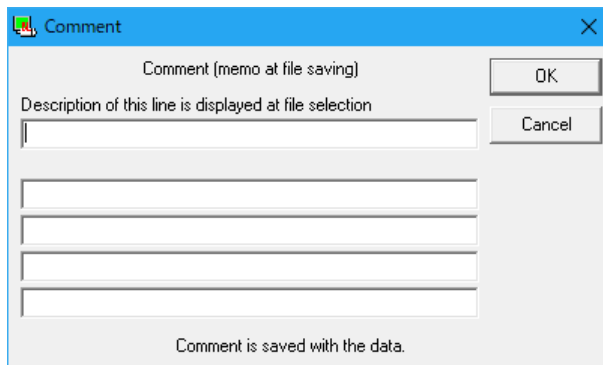 Comment
Comment (memo at file saving)
OK
Description of this line is displayed at file selection
Cancel
Comment is saved with the data.